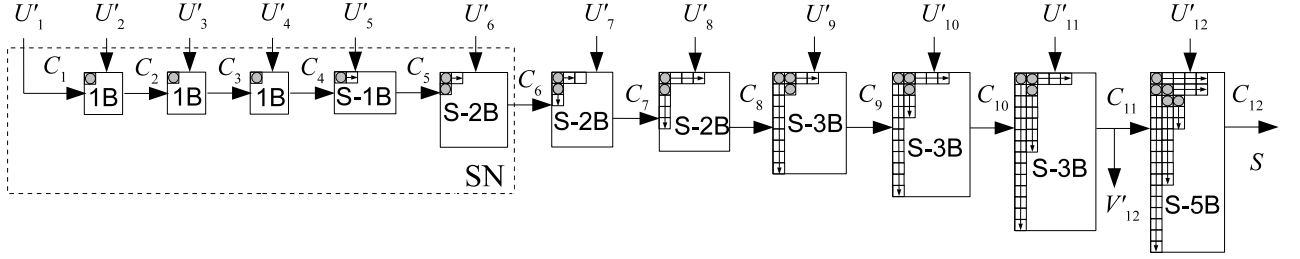 U′1 U′2 U′3 U′4 U′5 U′6 U′7 U′8 U′9 U′10 U′11 U′12
C1 C2 C3 C4 C5 C6 C7 C8 C9 C10 C11 C12
1B 1B 1B S-1B S-2B S-2B S-2B S-3B S-3B S-3B S-5B
SN V′12 S